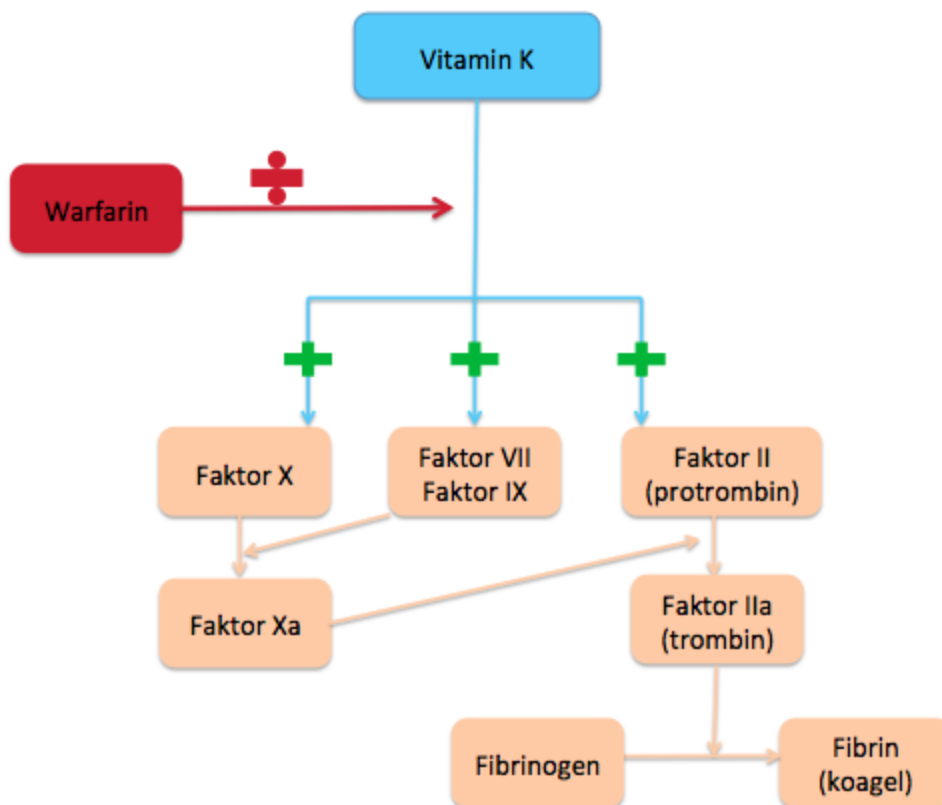 Vitamin K
Warfarin
Faktor X
Faktor VII
Faktor IX
Faktor II
(protrombin)
Faktor Xa
Faktor IIa
(trombin)
Fibrinogen
Fibrin
(koagel)